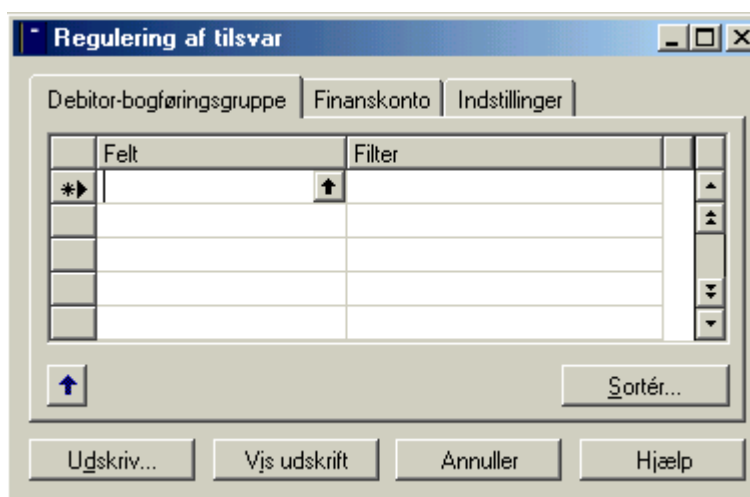 Regulering af tilsvar
Debitor-bogføringsgruppe Finanskonto Indstillinger
Felt Filter
Sortér...
Udskriv... Vis udskrift Annuller Hjælp